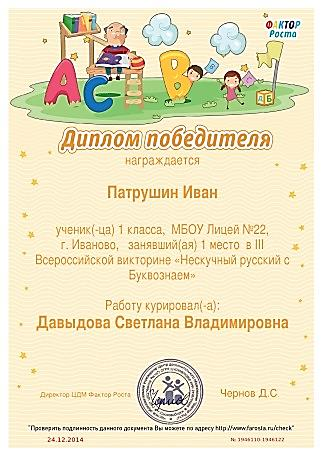 ФАКТОР
Роста
А С В
Диплом победителя
награждается
Патрушин Иван
ученик(-ца) 1 класса, МБОУ Лицей №22,
г. Иваново, занявший(ая) 1 место в III
Всероссийской викторине «Нескучный русский с
Буквознаем»
Работу курировал(-а):
Давыдова Светлана Владимировна
Директор ЦДМ Фактор Роста
Чернов Д.С
"Проверить подлинность данного документа Вы можете по адресу http://www.farosta.ru/check"
24.12.2014
№ 1946110-1946122